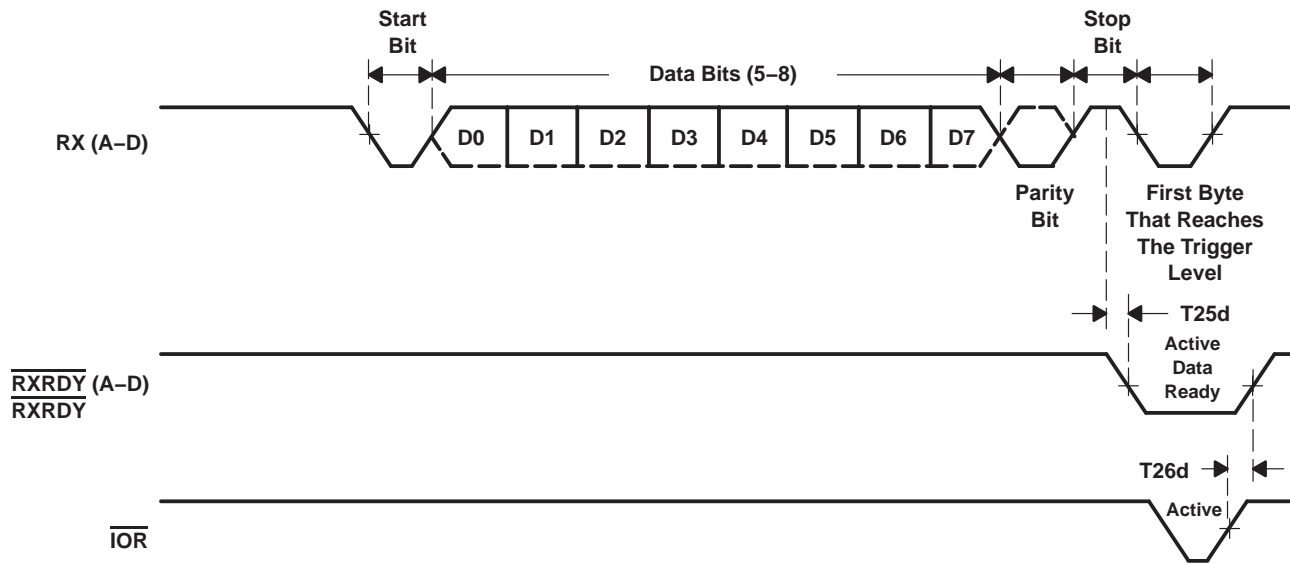 Start
Bit
Data Bits (5–8)
Stop
Bit
RX (A–D)
D0 D1 D2 D3 D4 D5 D6 D7
Parity
Bit
First Byte
That Reaches
The Trigger
Level
T25d
RXRDY (A–D)
RXRDY
Active
Data
Ready
T26d
IOR
Active